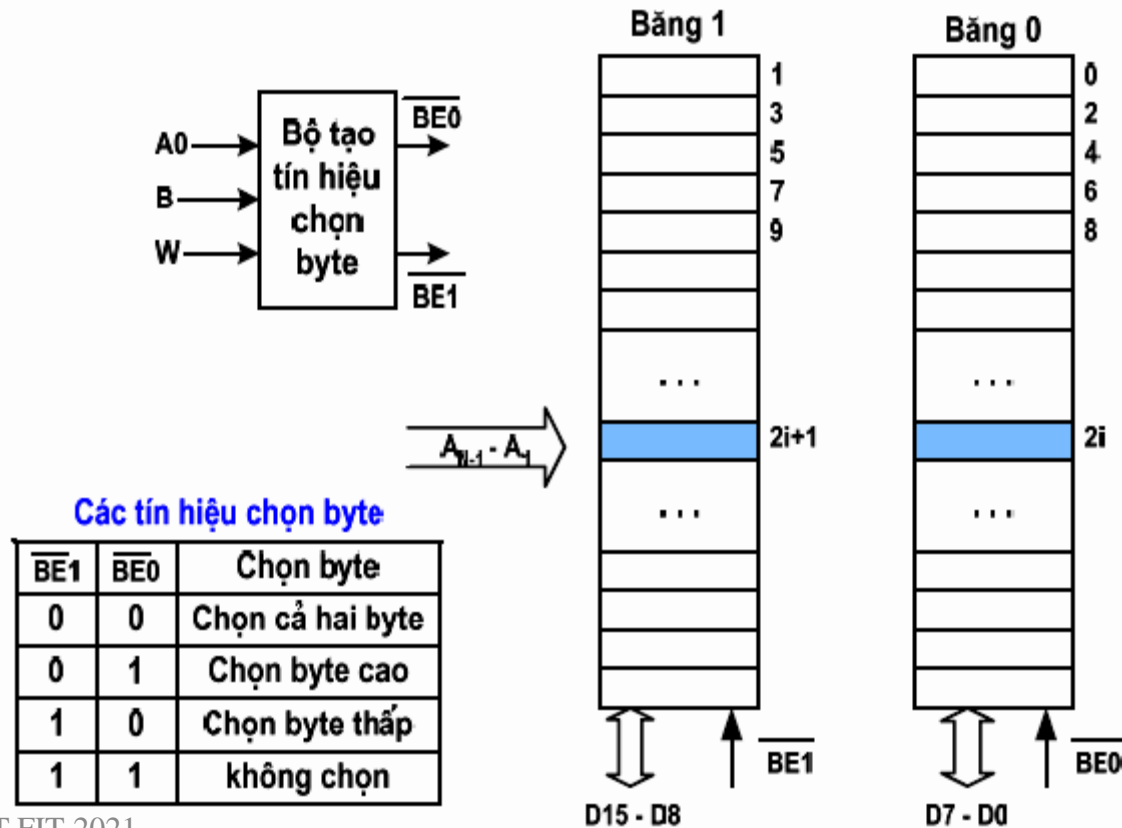 Băng 1
Băng 0
A0
B
W
Bộ tạo
tín hiệu
chọn
byte
BE0
BE1
1
3
5
7
9
. . .
2i+1
. . .
0
2
4
6
8
. . .
2i
. . .
A_N-1 - A_1
Các tín hiệu chọn byte
BE1 BE0 Chọn byte
0 0 Chọn cả hai byte
0 1 Chọn byte cao
1 0 Chọn byte thấp
1 1 không chọn
BE1
BE0
D15 - D8
D7 - D0
FIT 2021